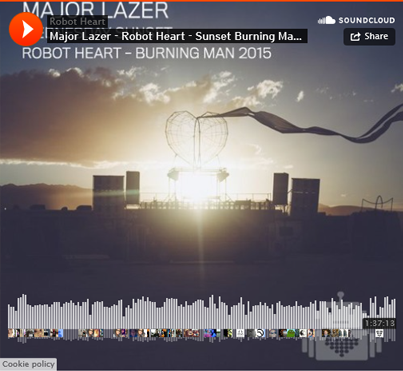 MAJOR LAZER
Robot Heart
SOUNDCLOUD
Major Lazer - Robot Heart - Sunset Burning Ma...
Share
ROBOT HEART – BURNING MAN 2015
1:37:13
Cookie policy